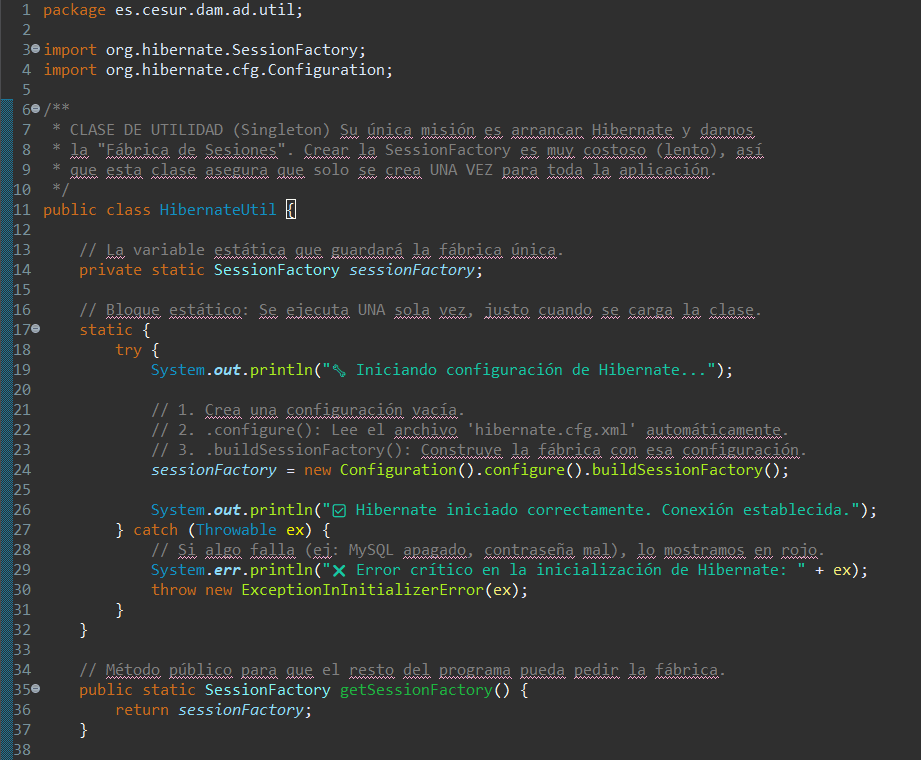 1 package es.cesur.dam.ad.util;
2
3 import org.hibernate.SessionFactory;
4 import org.hibernate.cfg.Configuration;
5
6 /**
7  * CLASE DE UTILIDAD (Singleton) Su única misión es arrancar Hibernate y darnos
8  * la "Fábrica de Sesiones". Crear la SessionFactory es muy costoso (lento), así
9  * que esta clase asegura que solo se crea UNA VEZ para toda la aplicación.
10  */
11 public class HibernateUtil {
12
13     // La variable estática que guardará la fábrica única.
14     private static SessionFactory sessionFactory;
15
16     // Bloque estático: Se ejecuta UNA sola vez, justo cuando se carga la clase.
17     static {
18         try {
19             System.out.println("🔧 Iniciando configuración de Hibernate...");
20
21             // 1. Crea una configuración vacía.
22             // 2. .configure(): Lee el archivo 'hibernate.cfg.xml' automáticamente.
23             // 3. .buildSessionFactory(): Construye la fábrica con esa configuración.
24             sessionFactory = new Configuration().configure().buildSessionFactory();
25
26             System.out.println("✅ Hibernate iniciado correctamente. Conexión establecida.");
27         } catch (Throwable ex) {
28             // Si algo falla (ej: MySQL apagado, contraseña mal), lo mostramos en rojo.
29             System.err.println("❌ Error crítico en la inicialización de Hibernate: " + ex);
30             throw new ExceptionInInitializerError(ex);
31         }
32     }
33
34     // Método público para que el resto del programa pueda pedir la fábrica.
35     public static SessionFactory getSessionFactory() {
36         return sessionFactory;
37     }
38